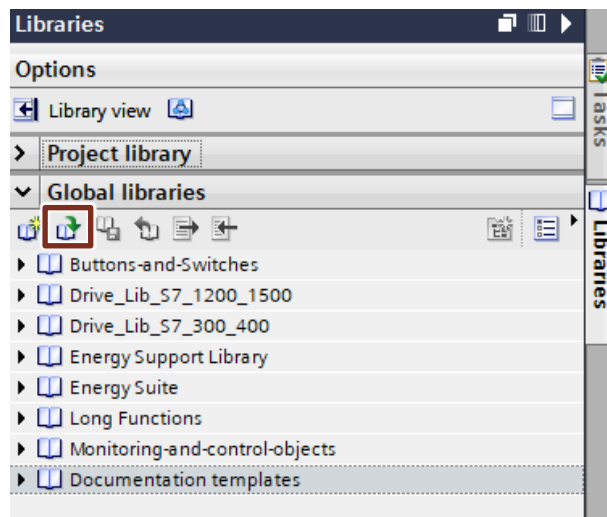 Libraries
Options
Library view
Project library
Global libraries
Buttons-and-Switches
Drive_Lib_S7_1200_1500
Drive_Lib_S7_300_400
Energy Support Library
Energy Suite
Long Functions
Monitoring-and-control-objects
Documentation templates
Tasks
Libraries